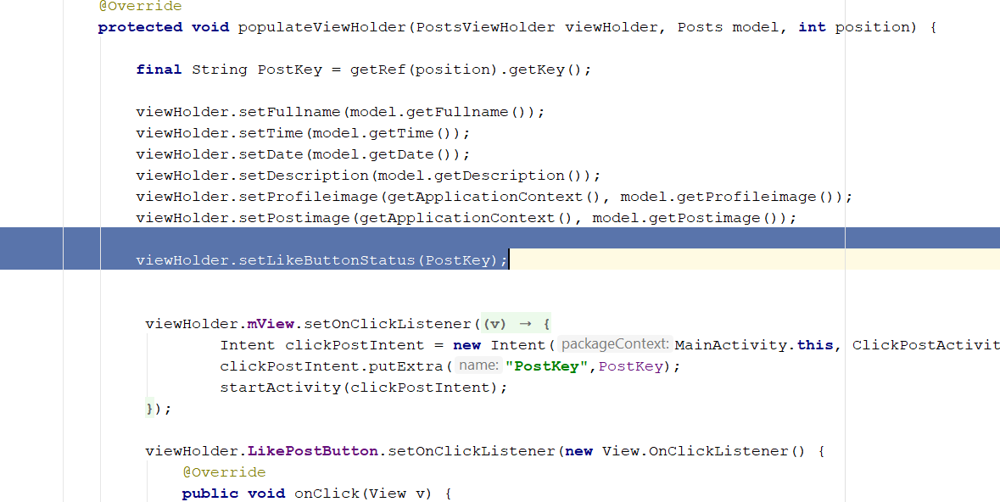 @Override
protected void populateViewHolder(PostsViewHolder viewHolder, Posts model, int position) {
final String PostKey = getRef(position).getKey();
viewHolder.setFullname(model.getFullname());
viewHolder.setTime(model.getTime());
viewHolder.setDate(model.getDate());
viewHolder.setDescription(model.getDescription());
viewHolder.setProfileimage(getApplicationContext(), model.getProfileimage());
viewHolder.setPostimage(getApplicationContext(), model.getPostimage());
viewHolder.setLikeButtonStatus(PostKey);
viewHolder.mView.setOnClickListener((v) → {
Intent clickPostIntent = new Intent( packageContext: MainActivity.this, ClickPostActivit
clickPostIntent.putExtra( name: "PostKey",PostKey);
startActivity(clickPostIntent);
});
viewHolder.LikePostButton.setOnClickListener(new View.OnClickListener() {
@Override
public void onClick(View v) {